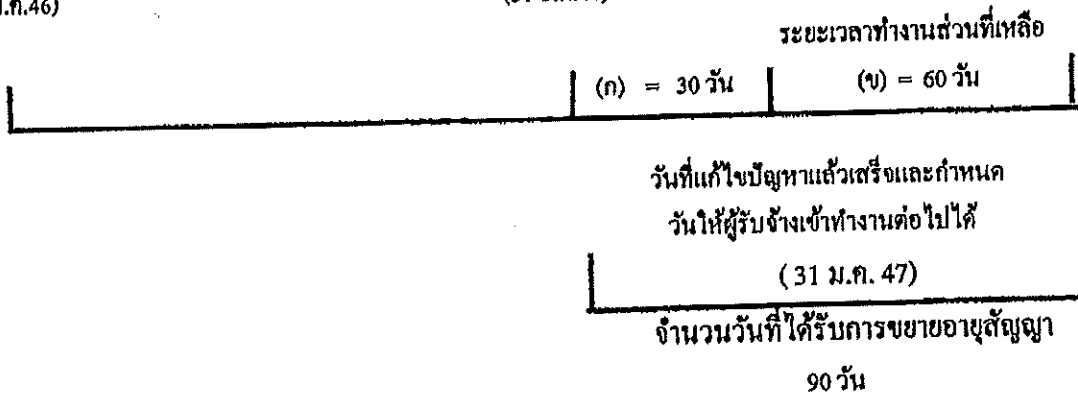 .ค.46)
ระยะเวลาทำงานส่วนที่เหลือ
(ก) = 30 วัน
(ข) = 60 วัน
วันที่แก้ไขปัญหาแล้วเสร็จและกำหนด
วันให้ผู้รับจ้างเข้าทำงานต่อไปได้
( 31 ม.ค. 47)
จำนวนวันที่ได้รับการขยายอายุสัญญา
90 วัน